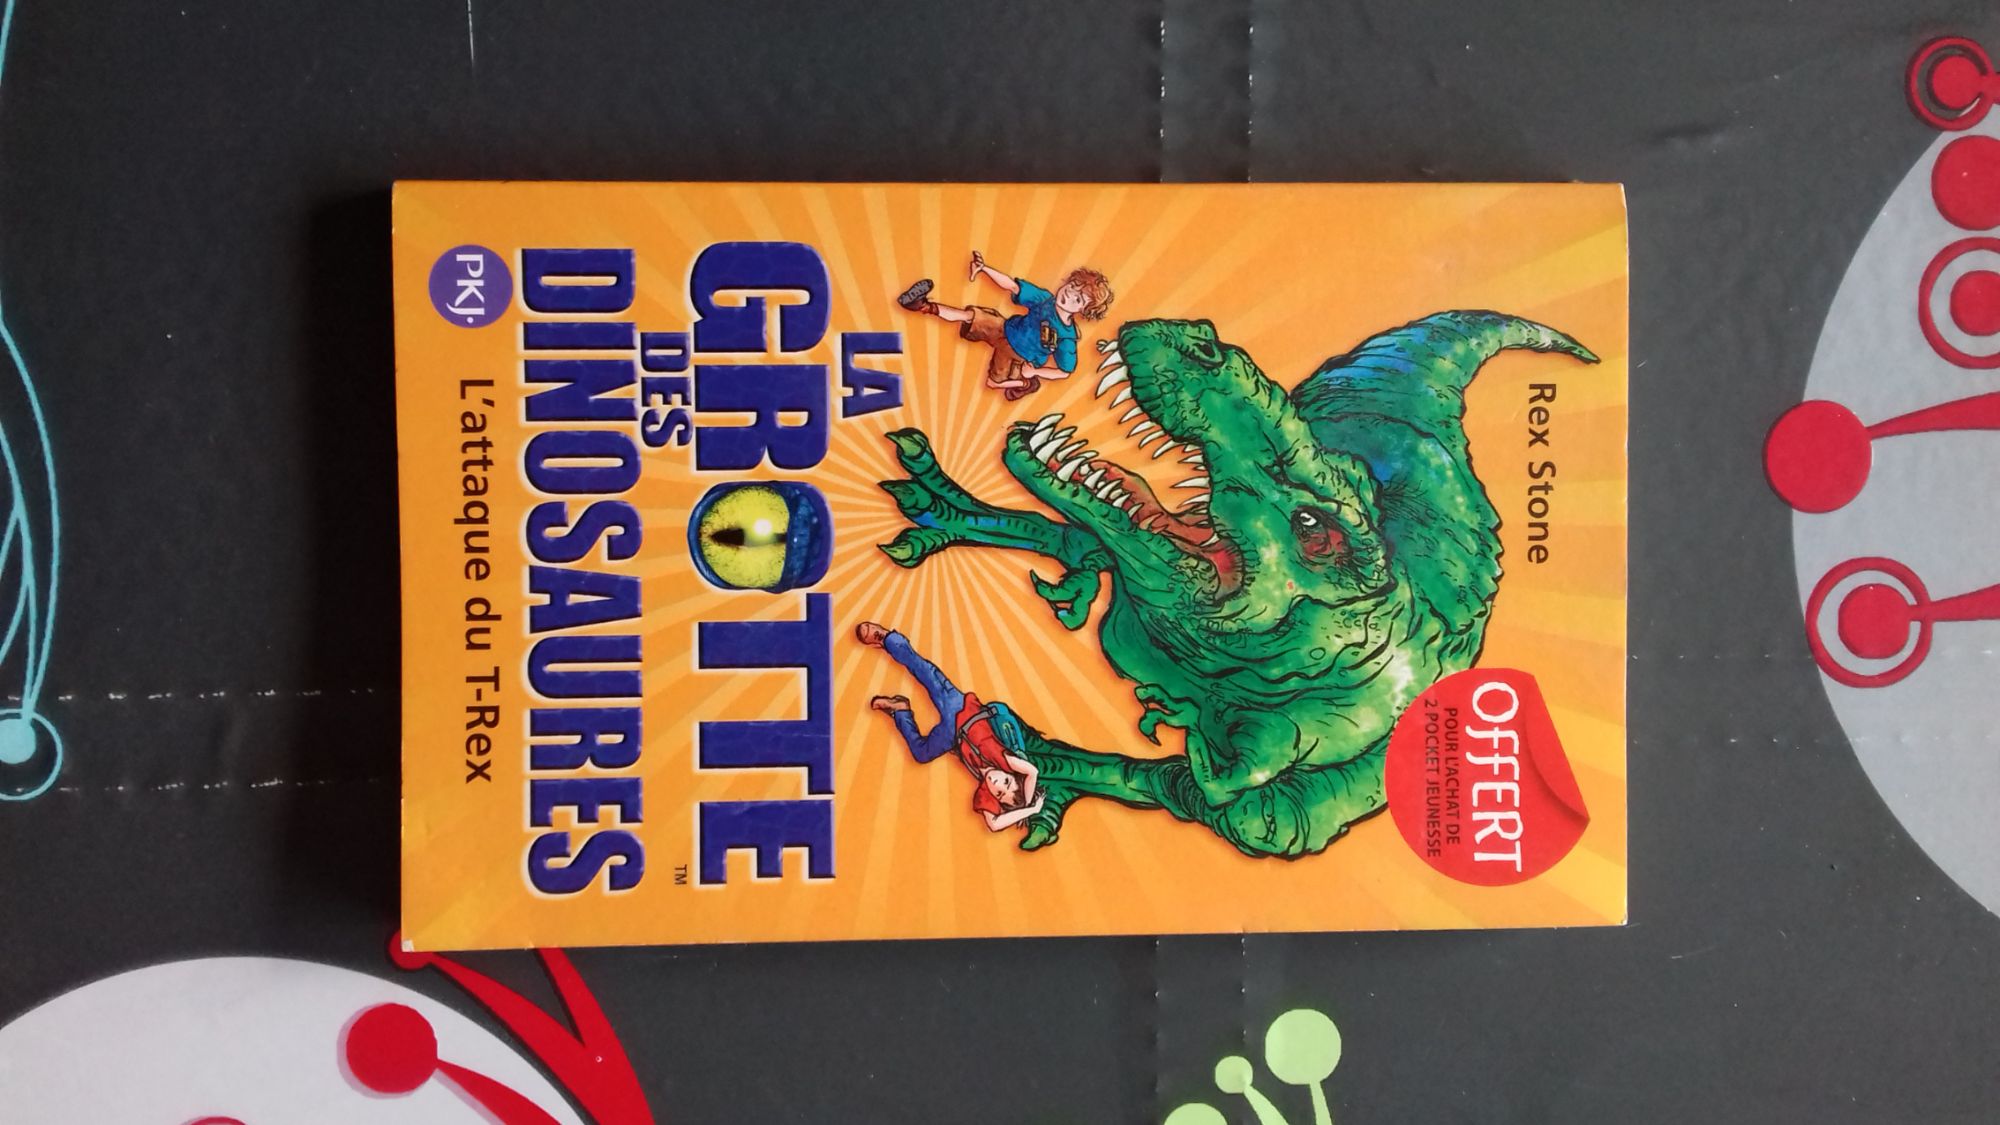 Rex Stone
OFFERT
POUR L'ACHAT DE
2 POCKET JEUNESSE
LA
GROTTE
DES
TM
DINOSAURES
L'attaque du T-Rex
PKJ.